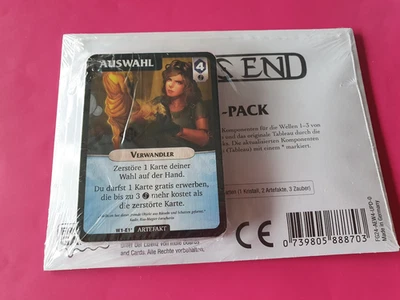 AUSWAHL
4
S END
-PACK
Komponenten für die Wellen 1–3 von
und das originale Tableau durch die
Die aktualisierten Komponenten
(Tableau) mit einem * markiert.
VERWANDLER
Zerstöre 1 Karte deiner
Wahl auf der Hand.
Du darfst 1 Karte gratis erwerben,
die bis zu 3 mehr kostet als
die zerstörte Karte.
(1 Kristall, 2 Artefakte, 3 Zauber)
W1-E1 ARTEFAKT
and Cards. Alle Rechte vorbehalten.
CE
0 739805 888703
Made in Germany